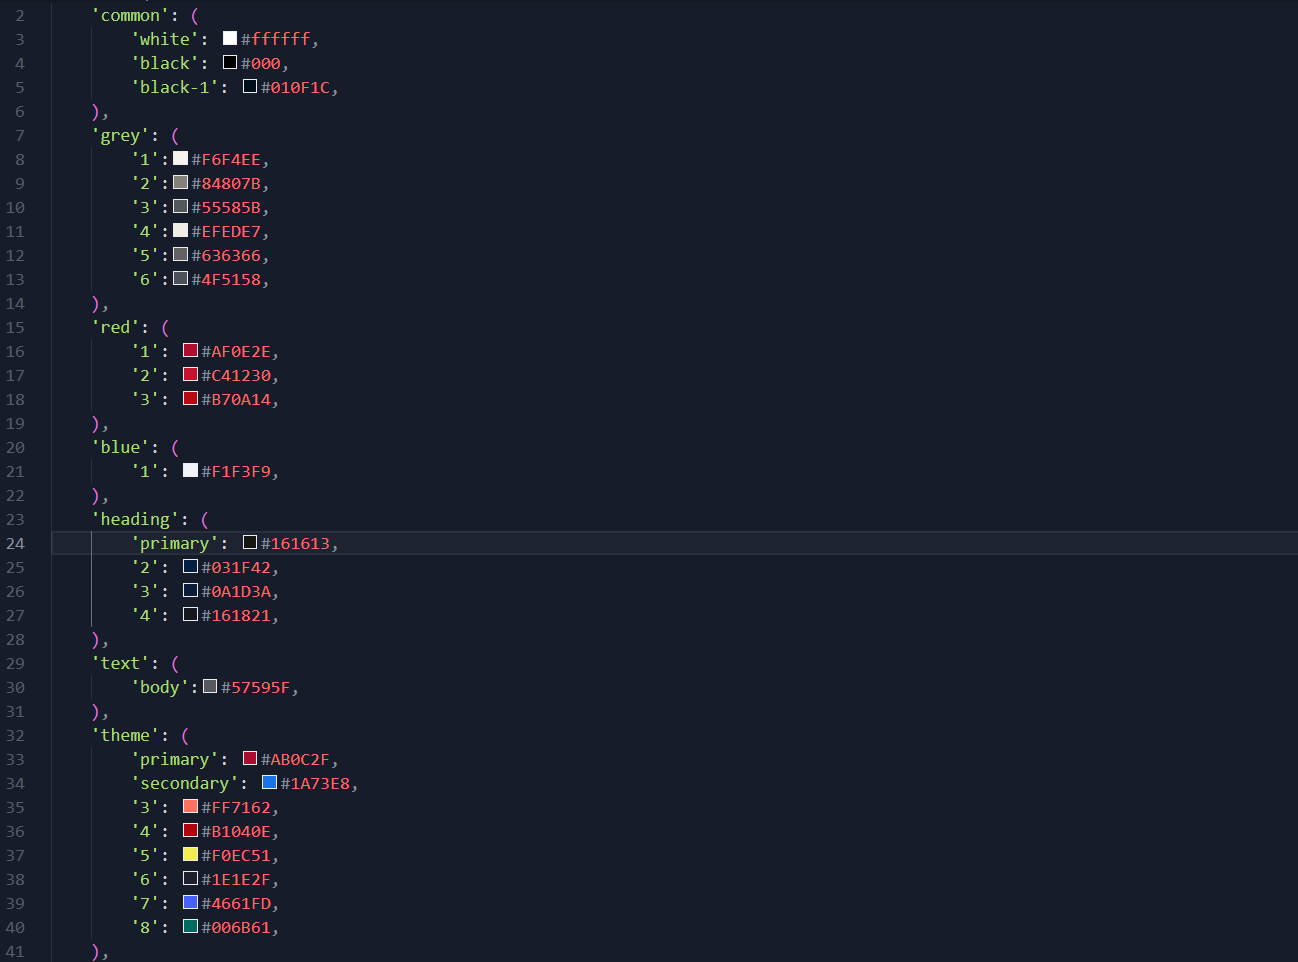 2 'common': (
3 'white': #ffffff,
4 'black': #000,
5 'black-1': #010F1C,
6 ),
7 'grey': (
8 '1': #F6F4EE,
9 '2': #84807B,
10 '3': #55585B,
11 '4': #EFEDE7,
12 '5': #636366,
13 '6': #4F5158,
14 ),
15 'red': (
16 '1': #AF0E2E,
17 '2': #C41230,
18 '3': #B70A14,
19 ),
20 'blue': (
21 '1': #F1F3F9,
22 ),
23 'heading': (
24 'primary': #161613,
25 '2': #031F42,
26 '3': #0A1D3A,
27 '4': #161821,
28 ),
29 'text': (
30 'body': #57595F,
31 ),
32 'theme': (
33 'primary': #AB0C2F,
34 'secondary': #1A73E8,
35 '3': #FF7162,
36 '4': #B1040E,
37 '5': #F0EC51,
38 '6': #1E1E2F,
39 '7': #4661FD,
40 '8': #006B61,
41 ),